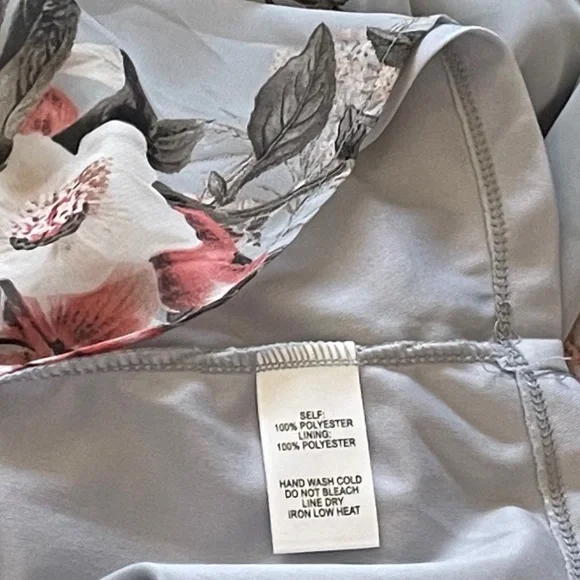 SELF:
100% POLYESTER
LINING:
100% POLYESTER
HAND WASH COLD
DO NOT BLEACH
LINE DRY
IRON LOW HEAT